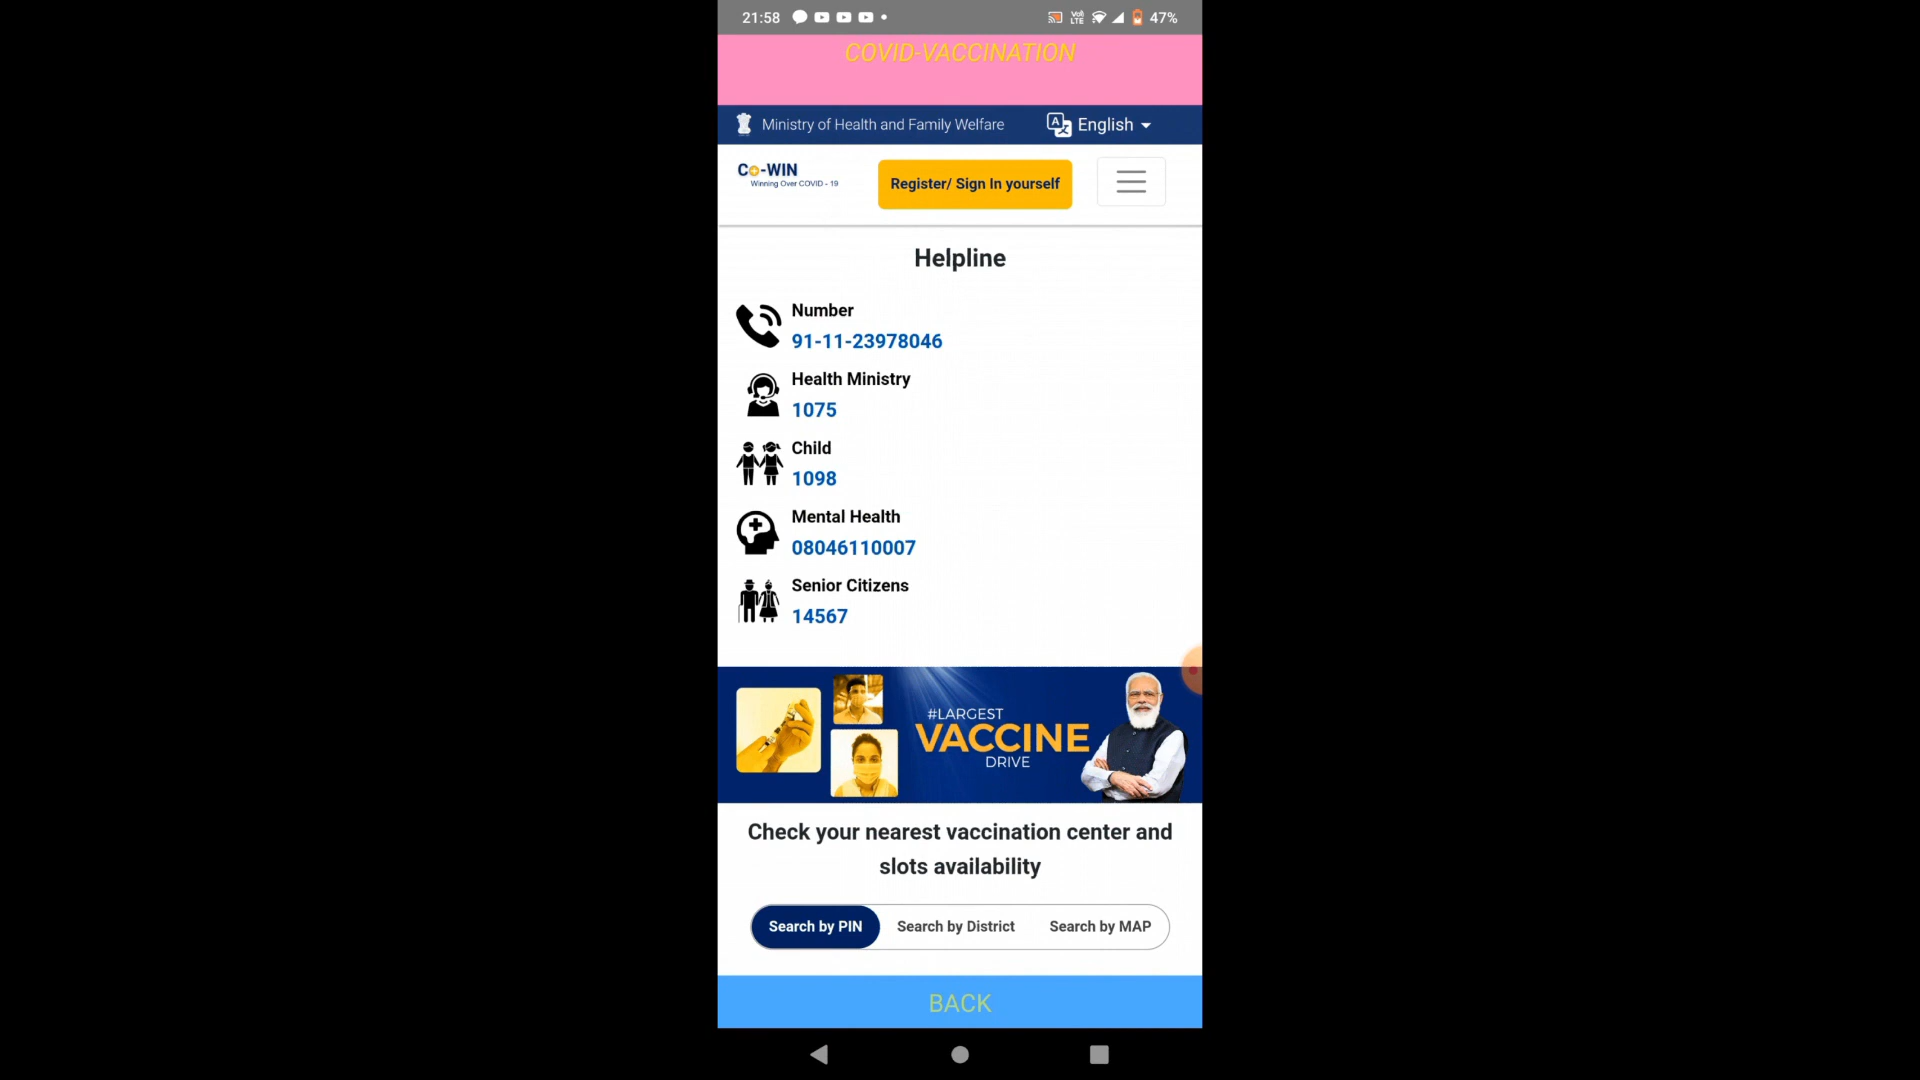 21:58
Vo) LTE
47%
COVID-VACCINATION
Ministry of Health and Family Welfare
English
Co-WIN
Winning Over COVID - 19
Register/ Sign In yourself
Helpline
Number
91-11-23978046
Health Ministry
1075
Child
1098
Mental Health
08046110007
Senior Citizens
14567
#LARGEST
VACCINE
DRIVE
Check your nearest vaccination center and
slots availability
Search by PIN
Search by District
Search by MAP
BACK